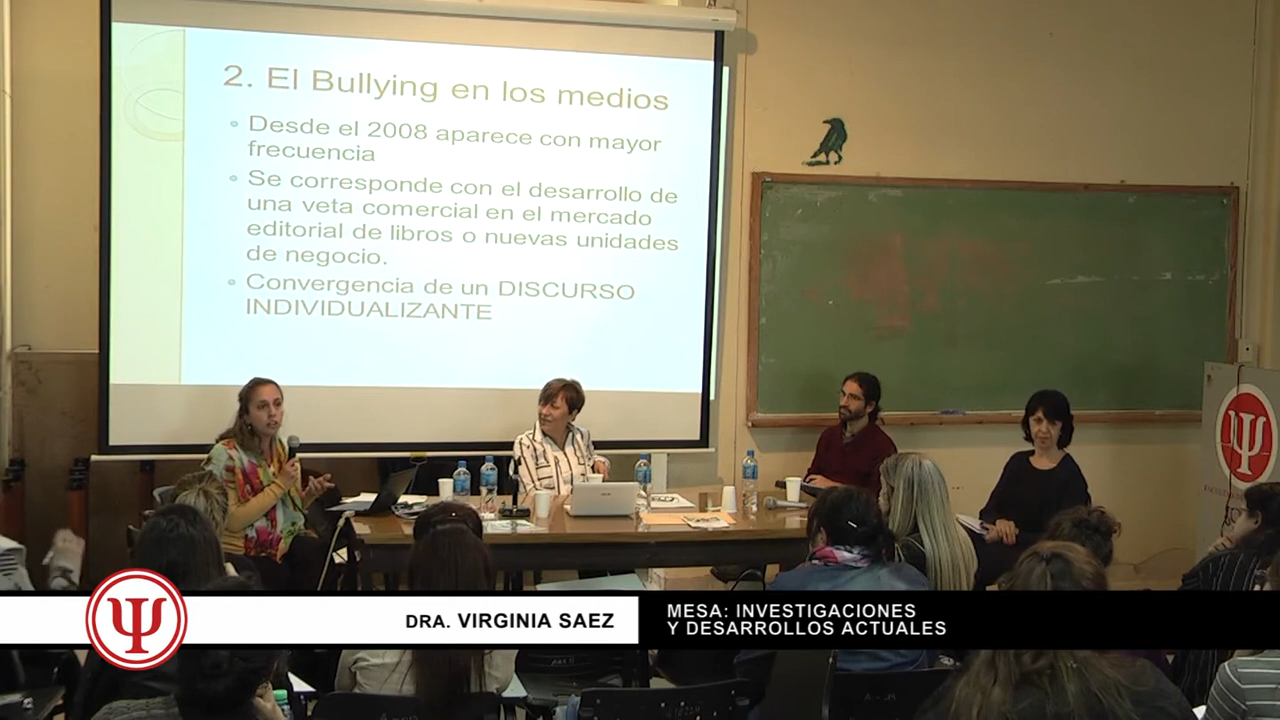 2. El Bullying en los medios
Desde el 2008 aparece con mayor
frecuencia
Se corresponde con el desarrollo de
una veta comercial en el mercado
editorial de libros o nuevas unidades
de negocio.
Convergencia de un DISCURSO
INDIVIDUALIZANTE
Ψ
Ψ
DRA. VIRGINIA SAEZ
MESA: INVESTIGACIONES
Y DESARROLLOS ACTUALES